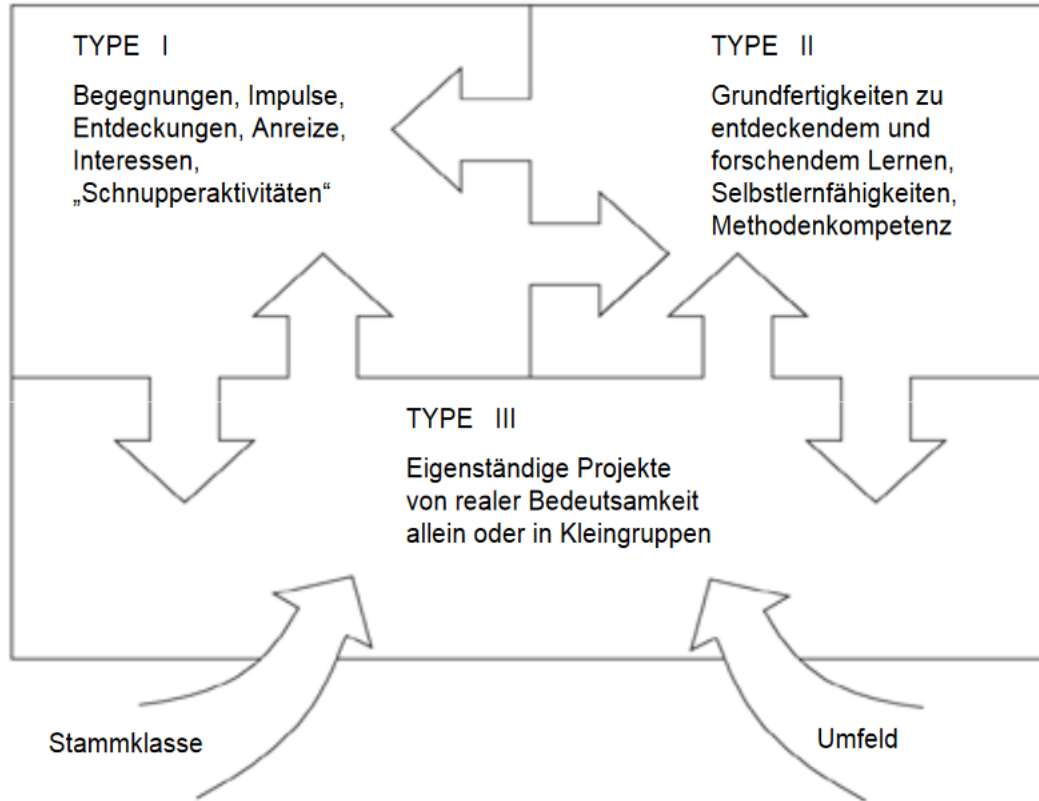 TYPE I
Begegnungen, Impulse,
Entdeckungen, Anreize,
Interessen,
„Schnupperaktivitäten“
TYPE II
Grundfertigkeiten zu
entdeckendem und
forschendem Lernen,
Selbstlernfähigkeiten,
Methodenkompetenz
TYPE III
Eigenständige Projekte
von realer Bedeutsamkeit
allein oder in Kleingruppen
Stammklasse
Umfeld